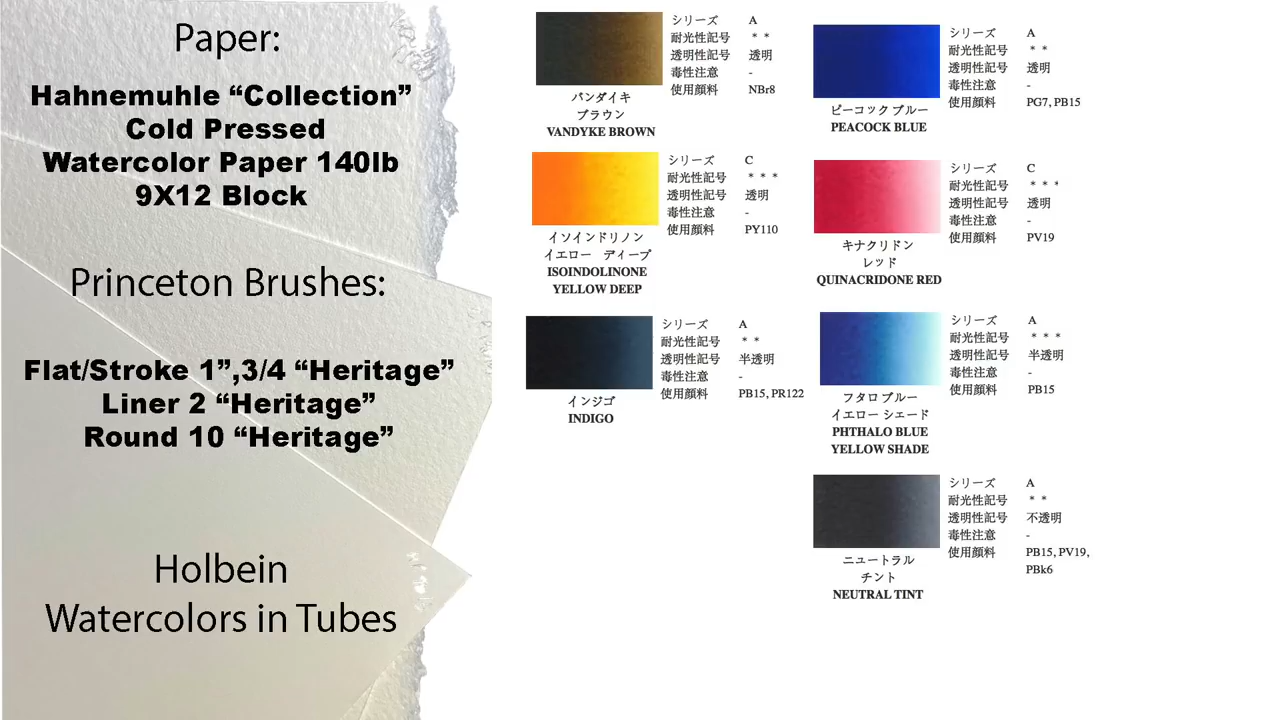 Paper:
Hahnemuhle “Collection”
Cold Pressed
Watercolor Paper 140lb
9X12 Block
Princeton Brushes:
Flat/Stroke 1”,3/4 “Heritage”
Liner 2 “Heritage”
Round 10 “Heritage”
Holbein
Watercolors in Tubes
シリーズ A
耐光性記号 * *
透明性記号 透明
毒性注意 -
使用顔料 NBr8
バンダイキ
ブラウン
VANDYKE BROWN
シリーズ C
耐光性記号 * * *
透明性記号 透明
毒性注意 -
使用顔料 PY110
イソインドリノン
イエロー ディープ
ISOINDOLINONE
YELLOW DEEP
シリーズ A
耐光性記号 * *
透明性記号 半透明
毒性注意 -
使用顔料 PB15, PR122
インジゴ
INDIGO
シリーズ A
耐光性記号 * *
透明性記号 透明
毒性注意 -
使用顔料 PG7, PB15
ピーコック ブルー
PEACOCK BLUE
シリーズ C
耐光性記号 * * *
透明性記号 透明
毒性注意 -
使用顔料 PV19
キナクリドン
レッド
QUINACRIDONE RED
シリーズ A
耐光性記号 * * *
透明性記号 半透明
毒性注意 -
使用顔料 PB15
フタロ ブルー
イエロー シェード
PHTHALO BLUE
YELLOW SHADE
シリーズ A
耐光性記号 * *
透明性記号 不透明
毒性注意 -
使用顔料 PB15, PV19,
PBk6
ニュートラル
チント
NEUTRAL TINT